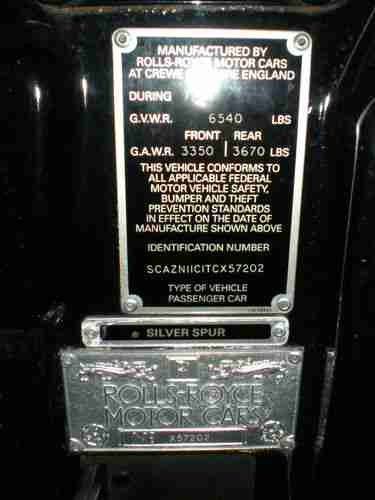 MANUFACTURED BY
ROLLS-ROYCE MOTOR CARS
AT CREWE ENGLAND
DURING
G.V.W.R. 6540 LBS
FRONT REAR
G.A.W.R. 3350 | 3670 LBS
THIS VEHICLE CONFORMS TO
ALL APPLICABLE FEDERAL
MOTOR VEHICLE SAFETY,
BUMPER AND THEFT
PREVENTION STANDARDS
IN EFFECT ON THE DATE OF
MANUFACTURE SHOWN ABOVE
IDENTIFICATION NUMBER
SCAZN11C1TCX57202
TYPE OF VEHICLE
PASSENGER CAR
SILVER SPUR
ROLLS-ROYCE
MOTOR CARS
X57202